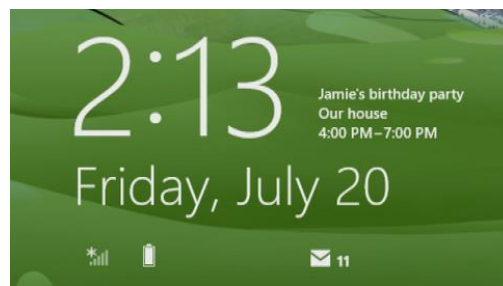 2:13
Jamie's birthday party
Our house
4:00 PM–7:00 PM
Friday, July 20
11